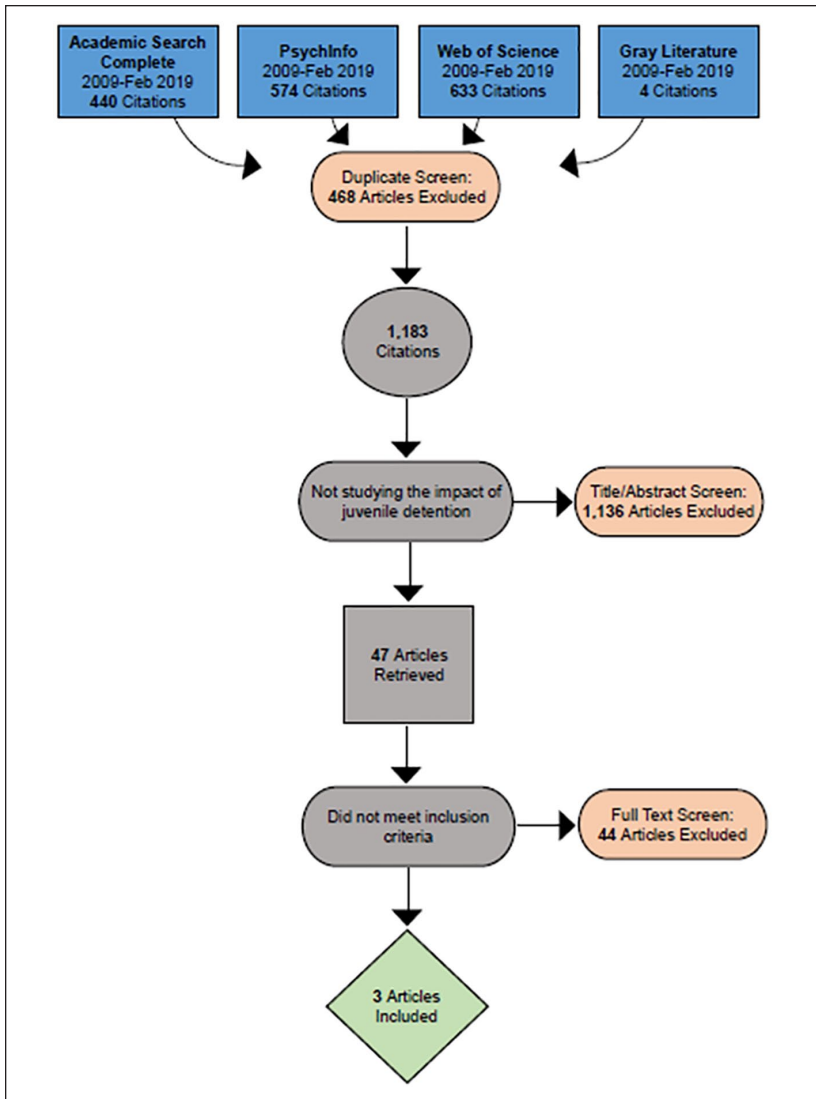 Academic Search
Complete
2009-Feb 2019
440 Citations
PsychInfo
2009-Feb 2019
574 Citations
Web of Science
2009-Feb 2019
633 Citations
Gray Literature
2009-Feb 2019
4 Citations
Duplicate Screen:
468 Articles Excluded
1,183
Citations
Not studying the impact of
juvenile detention
Title/Abstract Screen:
1,136 Articles Excluded
47 Articles
Retrieved
Did not meet inclusion
criteria
Full Text Screen:
44 Articles Excluded
3 Articles
Included